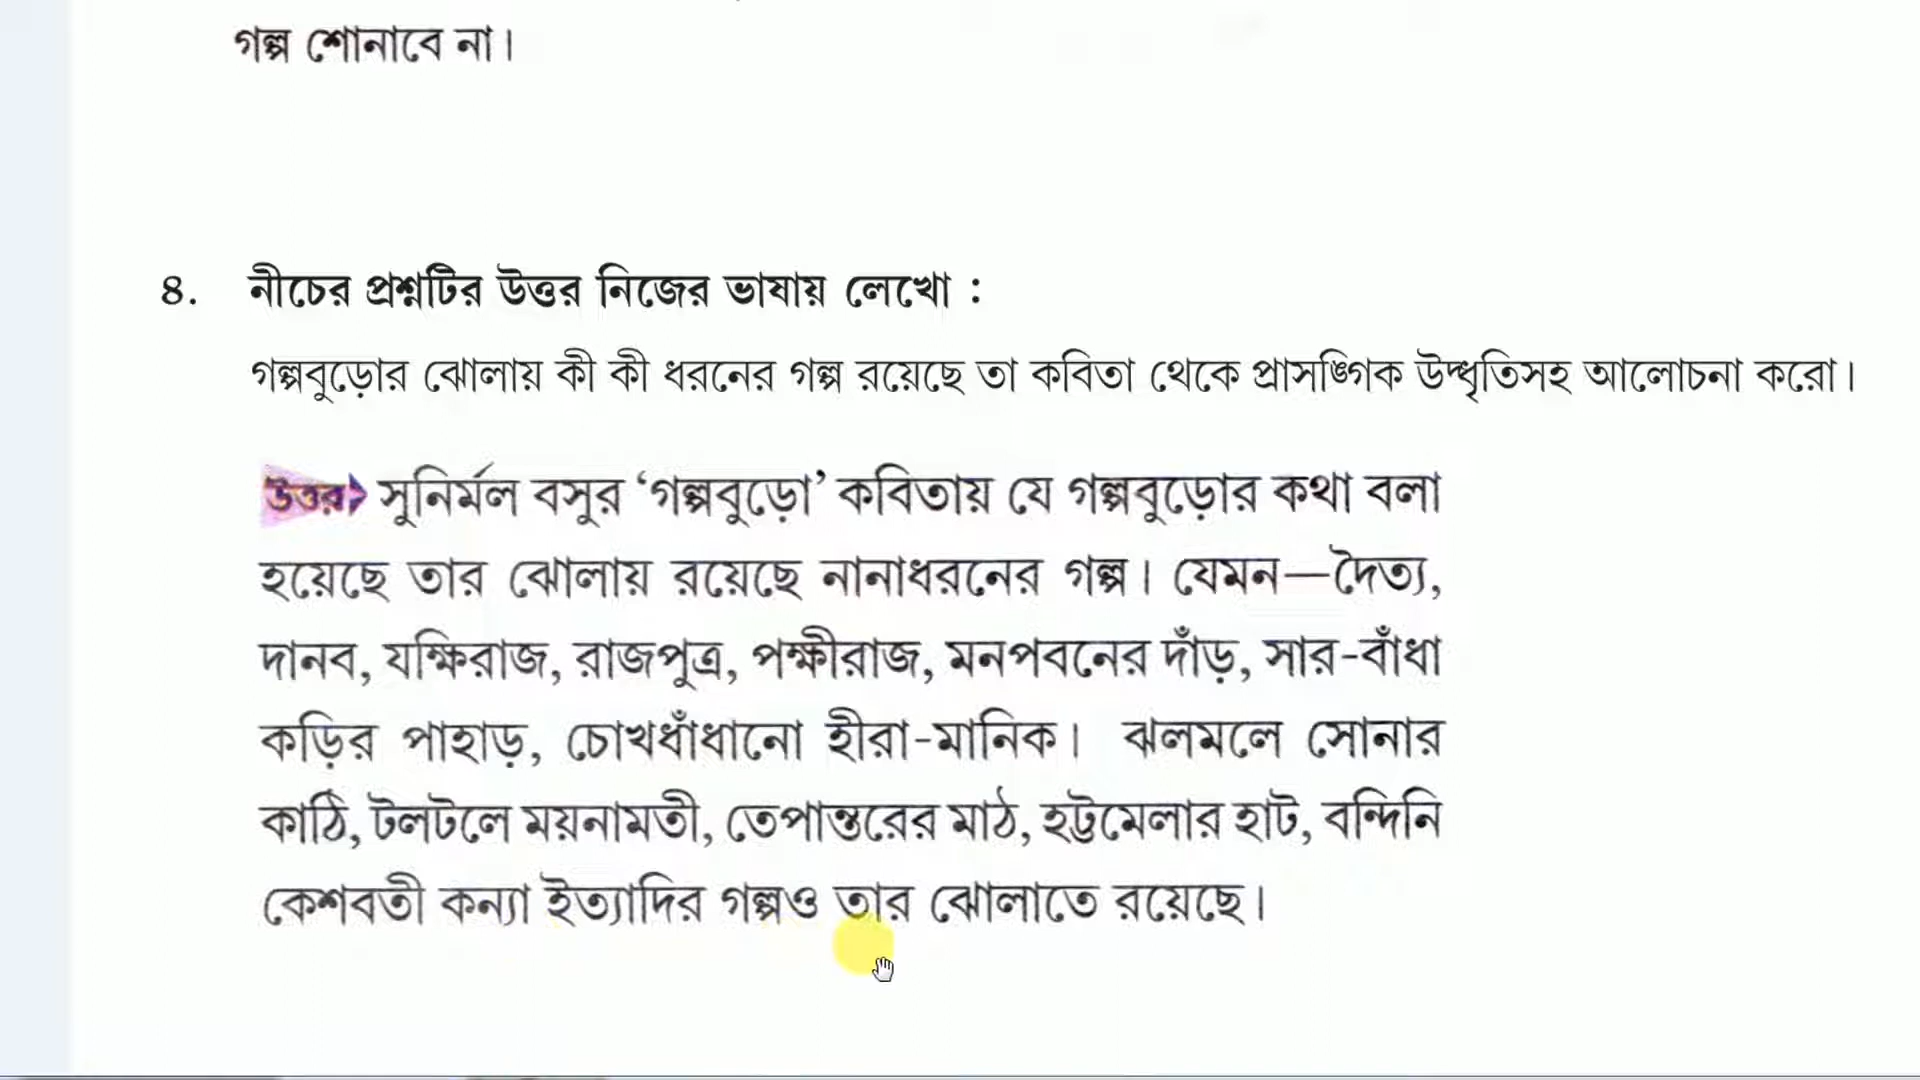 গল্প শোনাবে না।
৪. নীচের প্রশ্নটির উত্তর নিজের ভাষায় লেখো :
গল্পবুড়োর ঝোলায় কী কী ধরনের গল্প রয়েছে তা কবিতা থেকে প্রাসঙ্গিক উদ্ধৃতিসহ আলোচনা করো।
উত্তর সুনির্মল বসুর ‘গল্পবুড়ো’ কবিতায় যে গল্পবুড়োর কথা বলা
হয়েছে তার ঝোলায় রয়েছে নানাধরনের গল্প। যেমন—দৈত্য,
দানব, যক্ষিরাজ, রাজপুত্র, পক্ষীরাজ, মনপবনের দাঁড়, সার-বাঁধা
কড়ির পাহাড়, চোখধাঁধানো হীরা-মানিক। ঝলমলে সোনার
কাঠি, টলটলে ময়নামতী, তেপান্তরের মাঠ, হট্টমেলার হাট, বন্দিনি
কেশবতী কন্যা ইত্যাদির গল্পও তার ঝোলাতে রয়েছে।